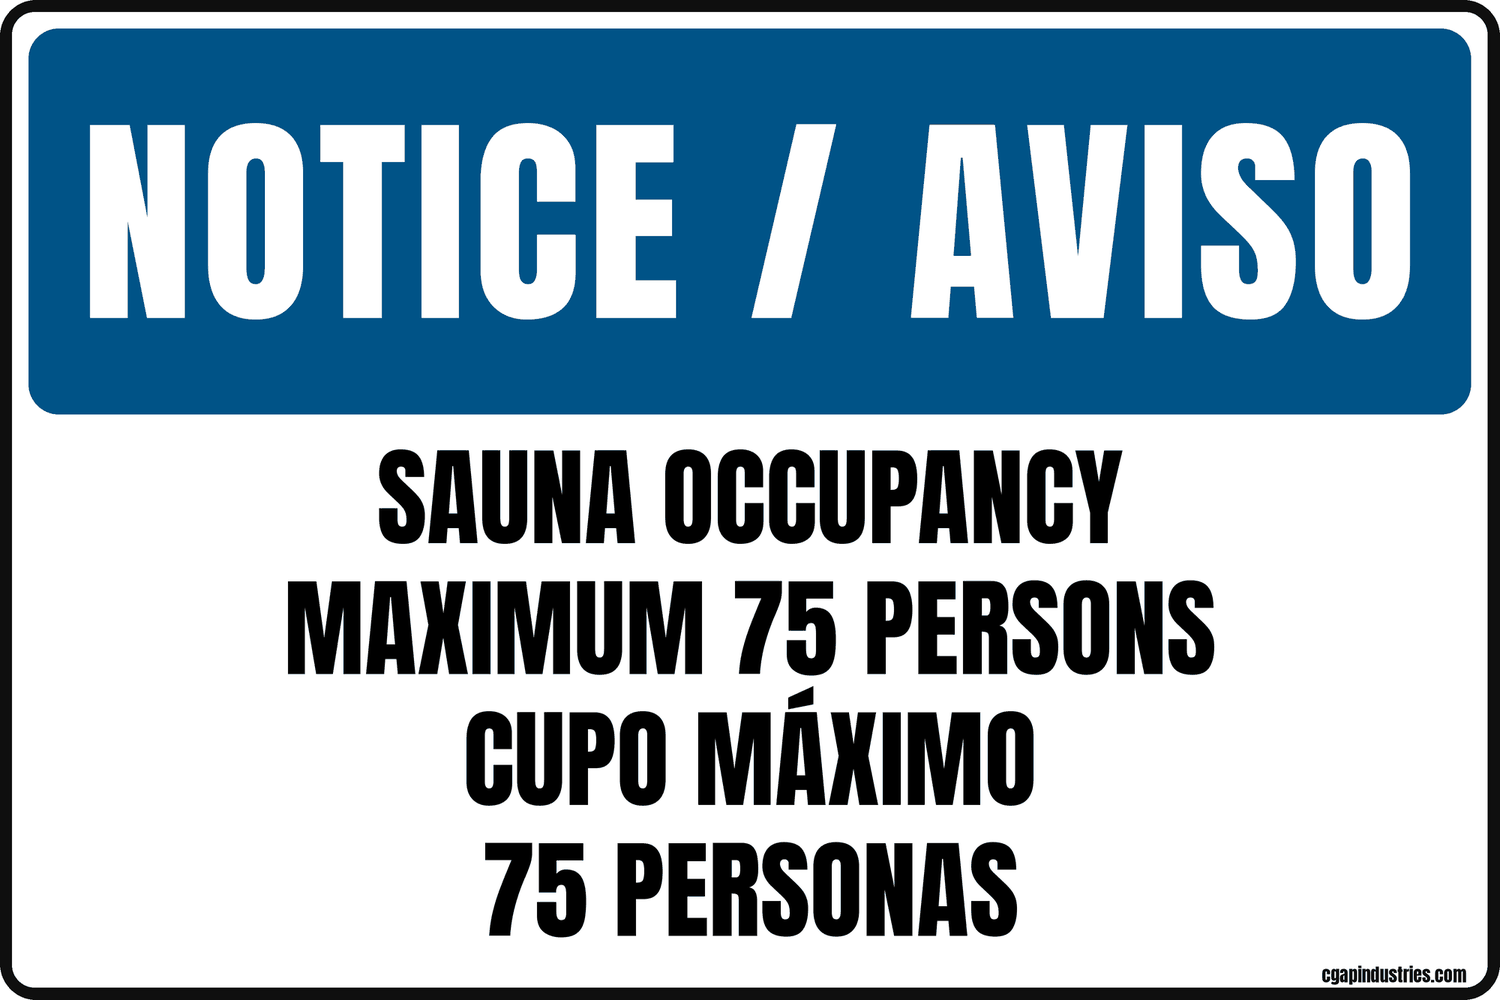 NOTICE / AVISO
SAUNA OCCUPANCY
MAXIMUM 75 PERSONS
CUPO MÁXIMO
75 PERSONAS
cgapindustries.com